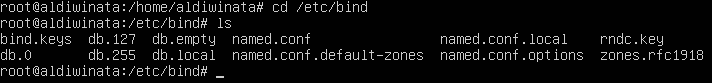 root@aldiwinata:/home/aldiwinata# cd /etc/bind
root@aldiwinata:/etc/bind# ls
bind.keys  db.127  db.empty  named.conf                named.conf.local    rndc.key
db.0       db.255  db.local  named.conf.default-zones  named.conf.options  zones.rfc1918
root@aldiwinata:/etc/bind# _